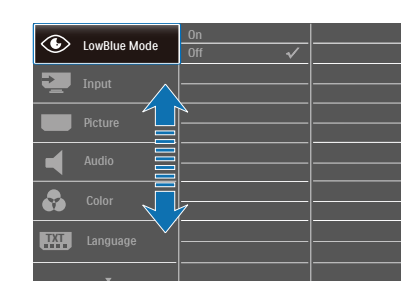 LowBlue Mode
On
Off
Input
Picture
Audio
Color
TXT
Language